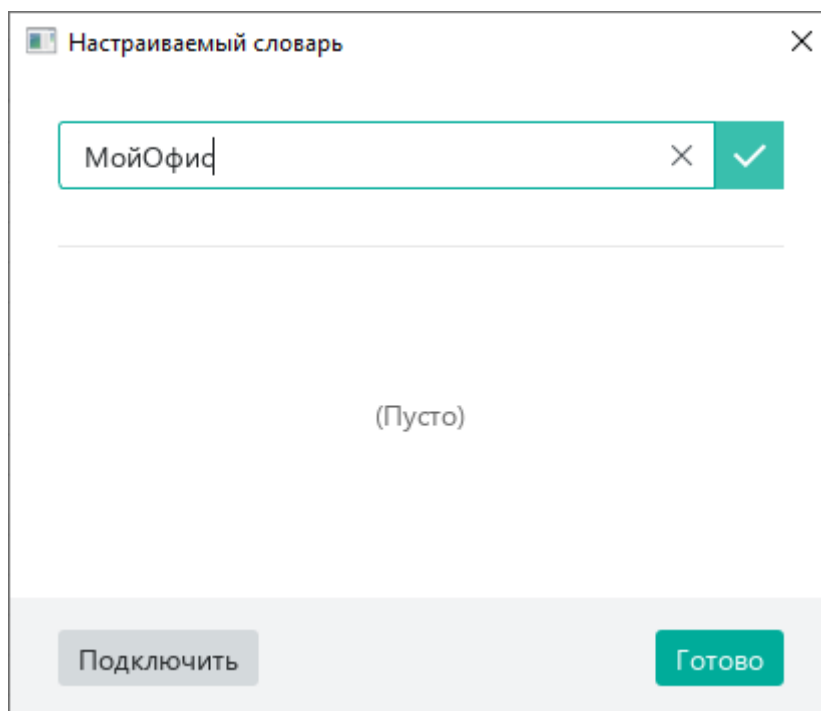 Настраиваемый словарь
МойОфис
(Пусто)
Подключить
Готово